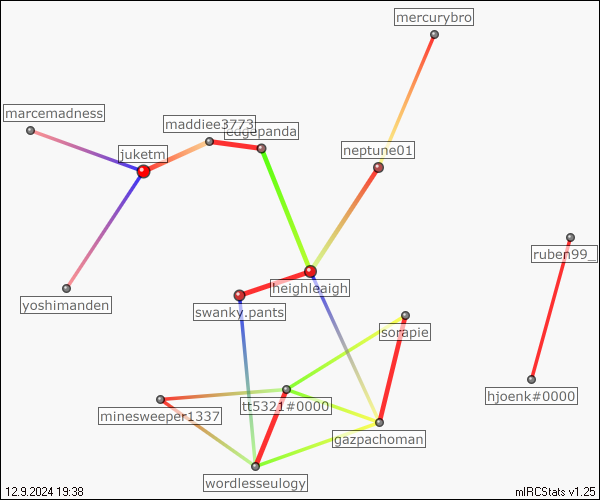 mercurybro
marcemadness
maddiee3773
edgepanda
juketm
neptune01
ruben99_
heighleaigh
yoshimanden
swanky.pants
sorapie
hjoenk#0000
tt5321#0000
minesweeper1337
gazpachoman
wordlesseulogy
12.9.2024 19:38
mIRCStats v1.25